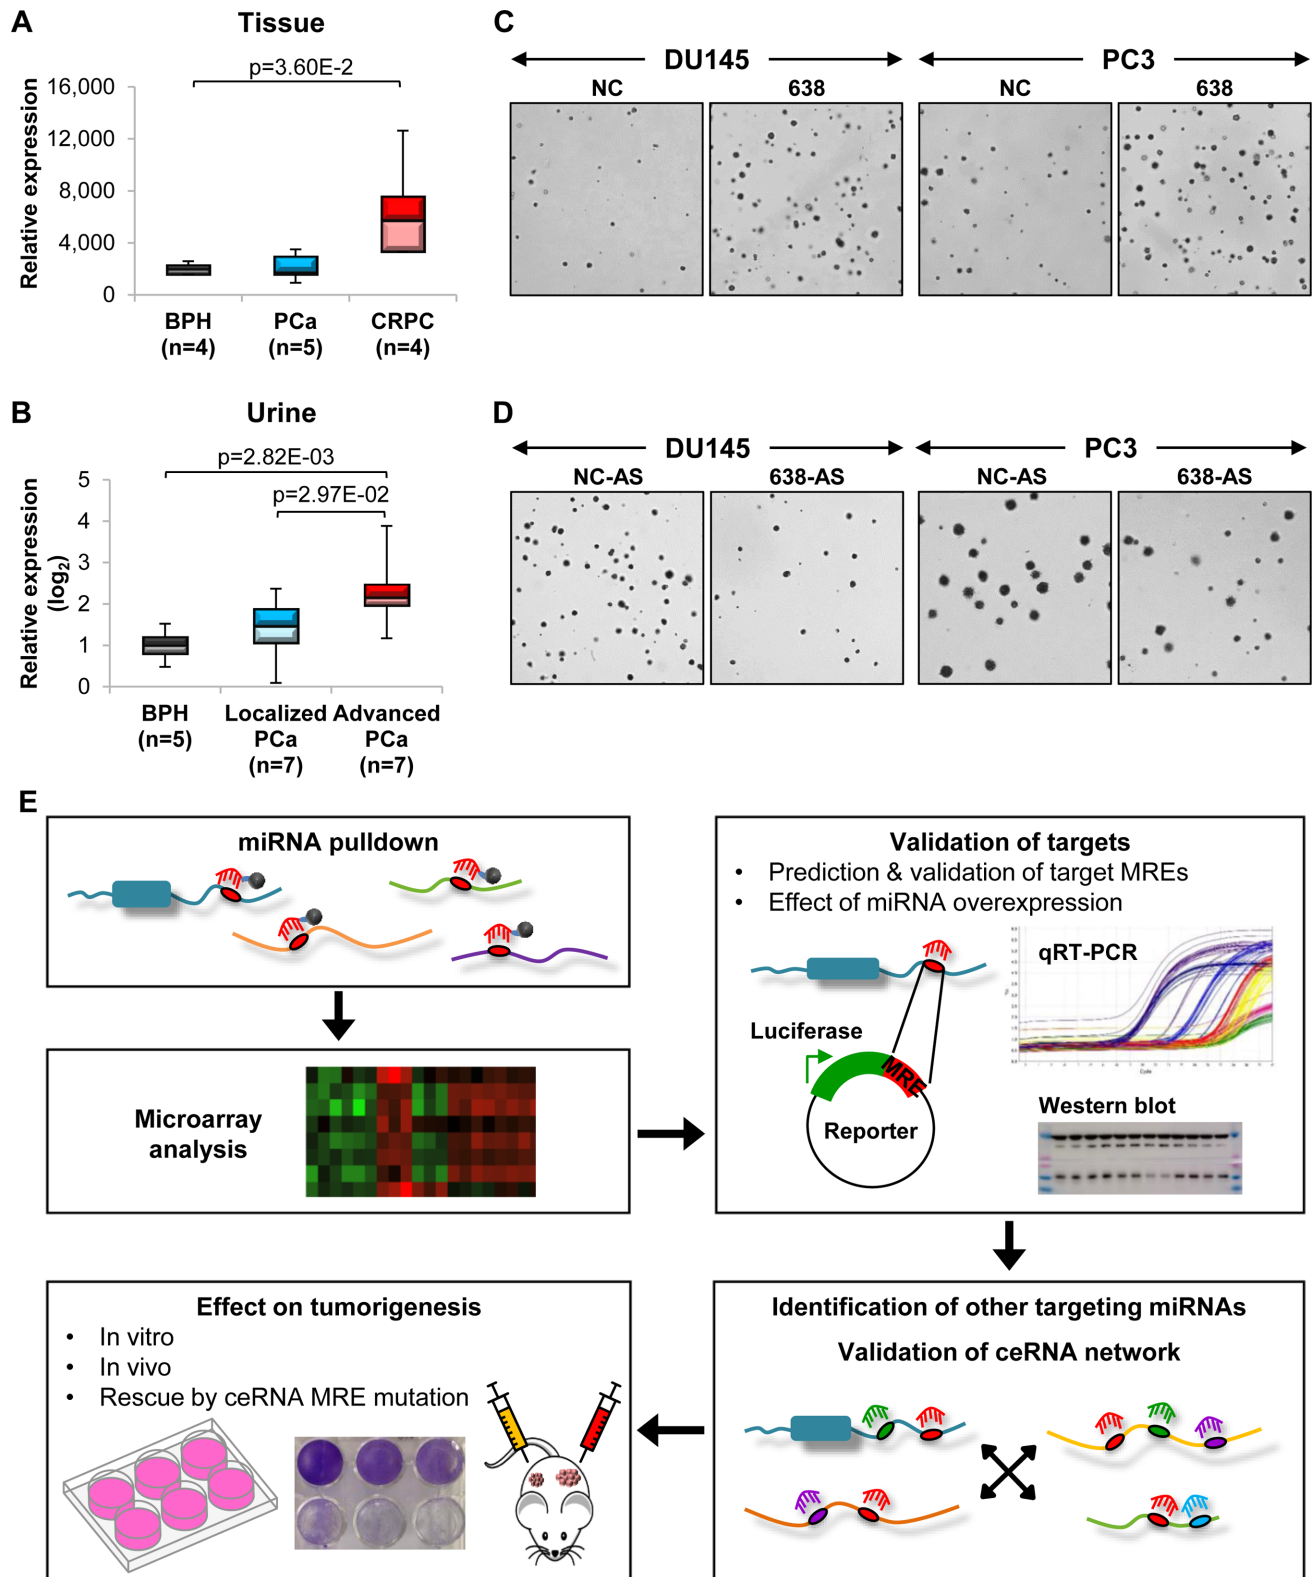 A
Tissue
p=3.60E-2
Relative expression
16,000
12,000
8,000
4,000
0
BPH
(n=4)
PCa
(n=5)
CRPC
(n=4)
B
Urine
p=2.82E-03
p=2.97E-02
Relative expression
(log2)
5
4
3
2
1
0
BPH
(n=5)
Localized
PCa
(n=7)
Advanced
PCa
(n=7)
C
DU145
PC3
NC
638
NC
638
D
DU145
PC3
NC-AS
638-AS
NC-AS
638-AS
E
miRNA pulldown
Microarray
analysis
Validation of targets
• Prediction & validation of target MREs
• Effect of miRNA overexpression
qRT-PCR
Cycle
Luciferase
MRE
Reporter
Western blot
Identification of other targeting miRNAs
Validation of ceRNA network
Effect on tumorigenesis
• In vitro
• In vivo
• Rescue by ceRNA MRE mutation